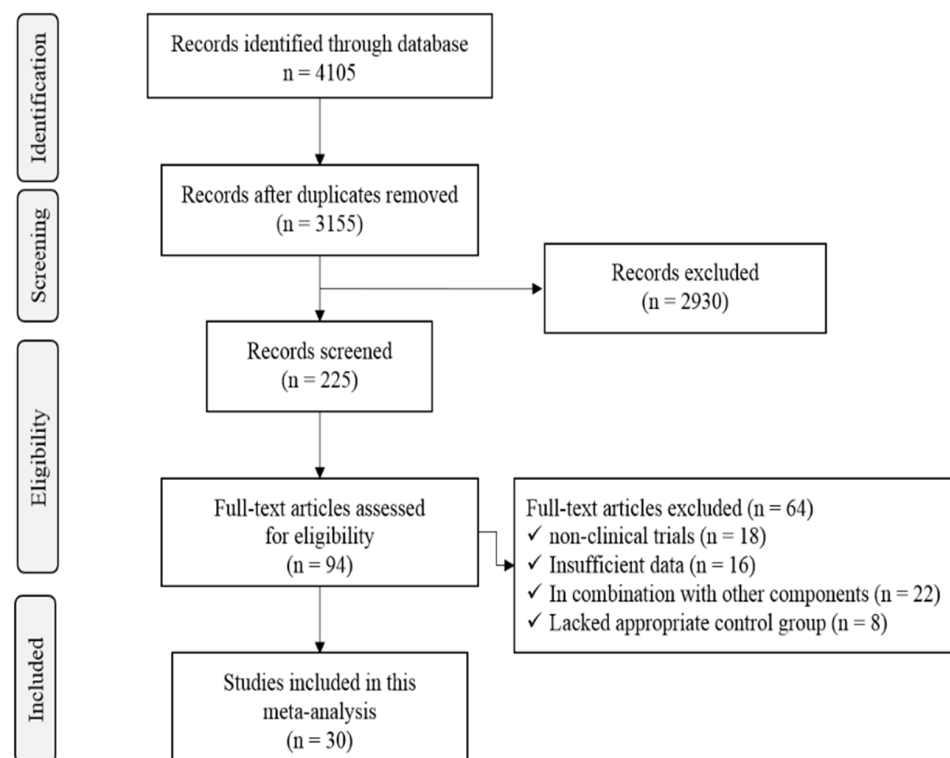 Identification
Records identified through database
n = 4105
Screening
Records after duplicates removed
(n = 3155)
Records excluded
(n = 2930)
Eligibility
Records screened
(n = 225)
Full-text articles assessed
for eligibility
(n = 94)
Full-text articles excluded (n = 64)
✓ non-clinical trials (n = 18)
✓ Insufficient data (n = 16)
✓ In combination with other components (n = 22)
✓ Lacked appropriate control group (n = 8)
Included
Studies included in this
meta-analysis
(n = 30)